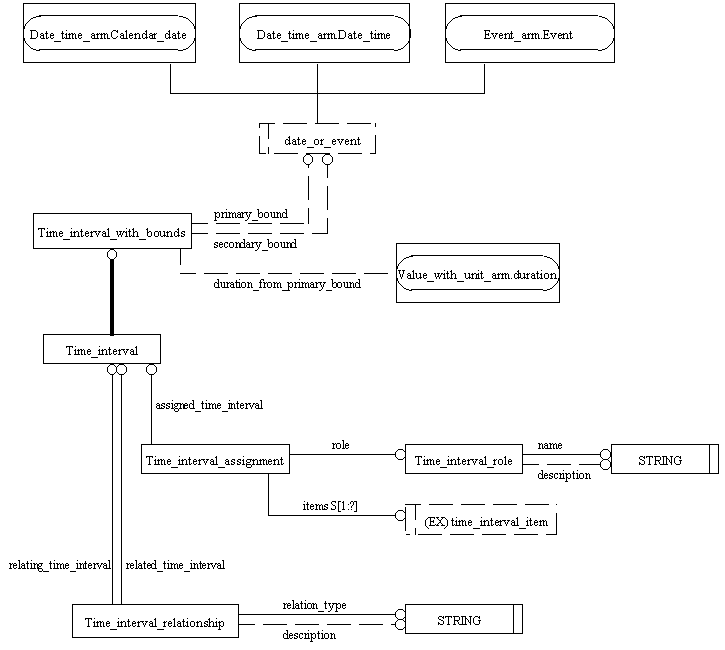 Date_time_arm.Calendar_date
Date_time_arm.Date_time
Event_arm.Event
date_or_event
primary_bound
Time_interval_with_bounds
secondary_bound
Value_with_unit_arm.duration
duration_from_primary_bound
Time_interval
assigned_time_interval
role
name
Time_interval_assignment
Time_interval_role
STRING
description
items S[1:?]
(EX) time_interval_item
relating_time_interval
related_time_interval
relation_type
Time_interval_relationship
STRING
description